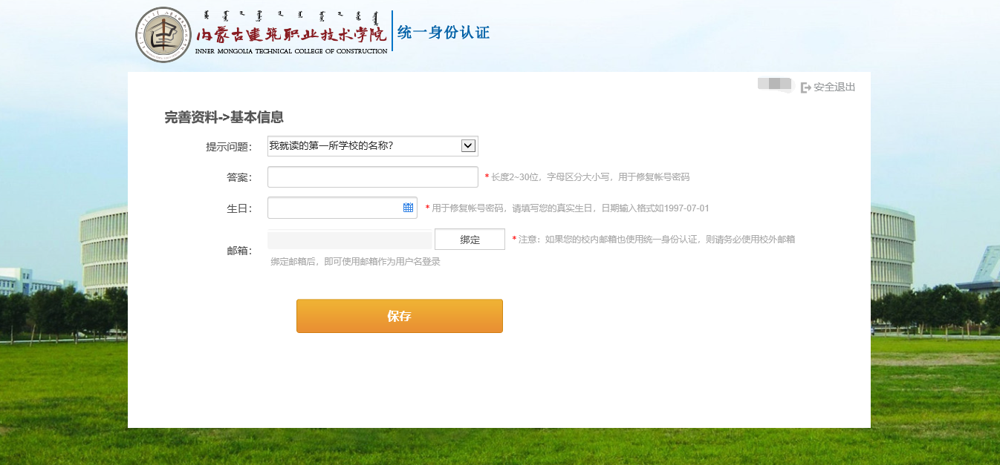 内蒙古建筑职业技术学院
INNER MONGOLIA TECHNICAL COLLEGE OF CONSTRUCTION
统一身份认证
安全退出
完善资料->基本信息
提示问题： 我就读的第一所学校的名称？
答案： * 长度2~30位，字母区分大小写，用于修复帐号密码
生日： * 用于修复帐号密码，请填写您的真实生日，日期输入格式如1997-07-01
邮箱： 绑定 * 注意：如果您的校内邮箱也使用统一身份认证，则请务必使用校外邮箱
绑定邮箱后，即可使用邮箱作为用户名登录
保存